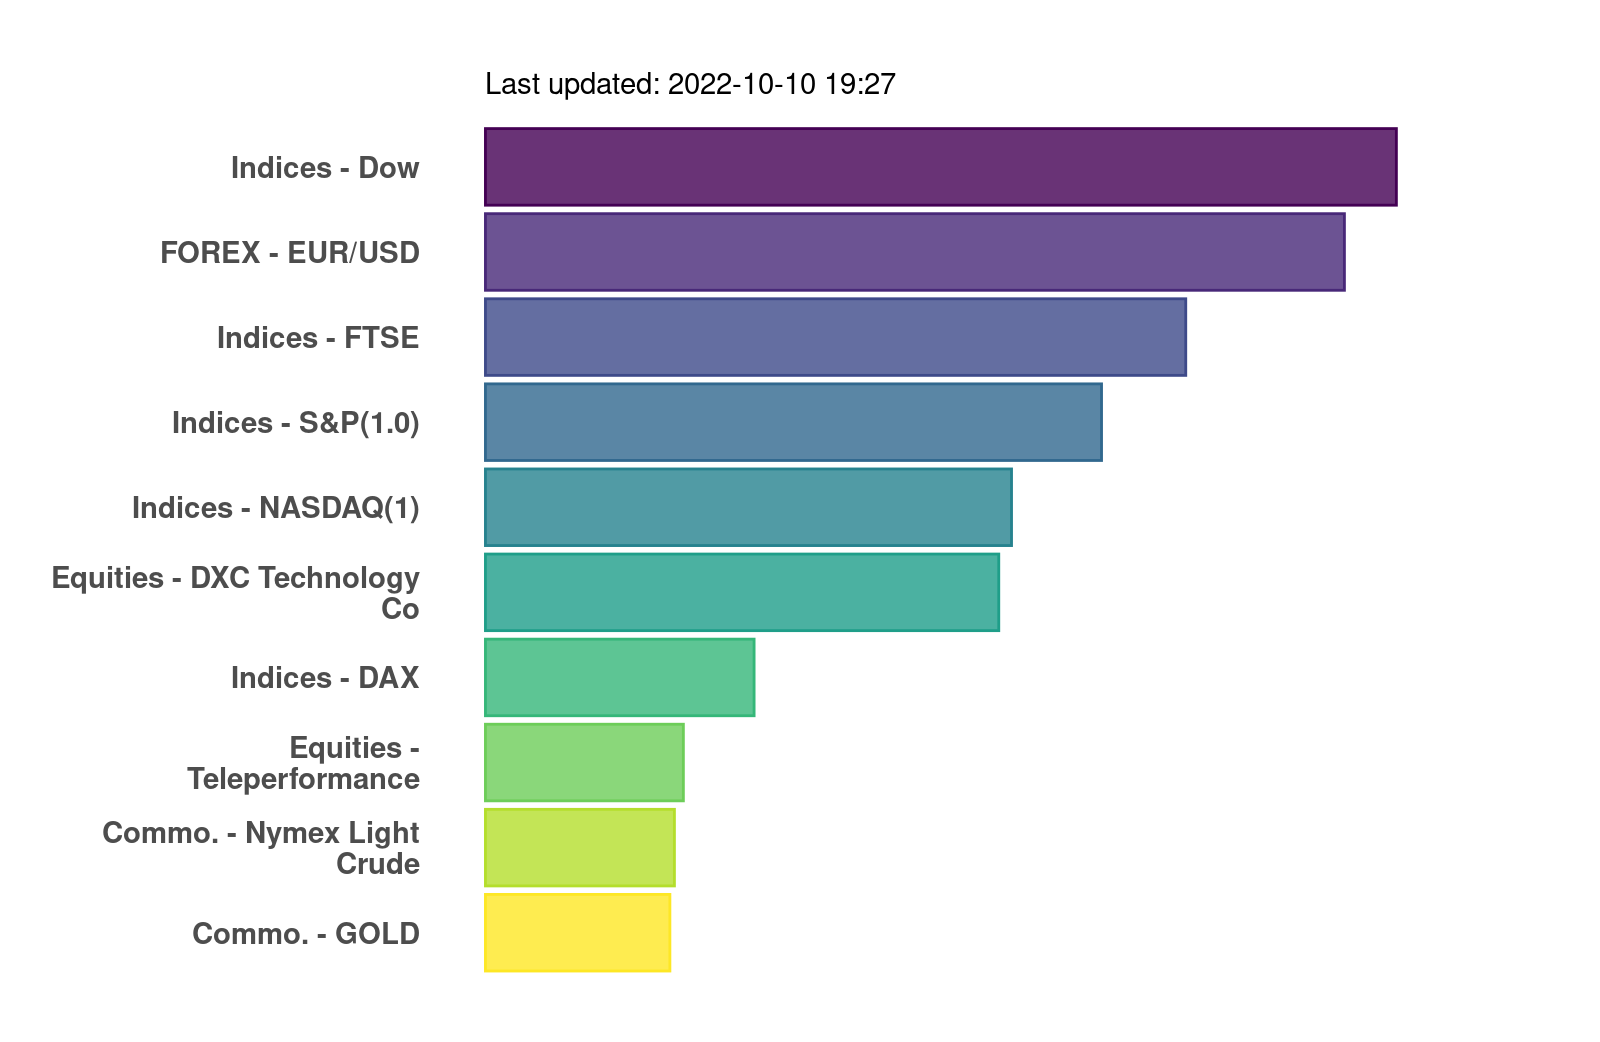 Last updated: 2022-10-10 19:27
Indices - Dow
FOREX - EUR/USD
Indices - FTSE
Indices - S&P(1.0)
Indices - NASDAQ(1)
Equities - DXC Technology
Co
Indices - DAX
Equities -
Teleperformance
Commo. - Nymex Light
Crude
Commo. - GOLD